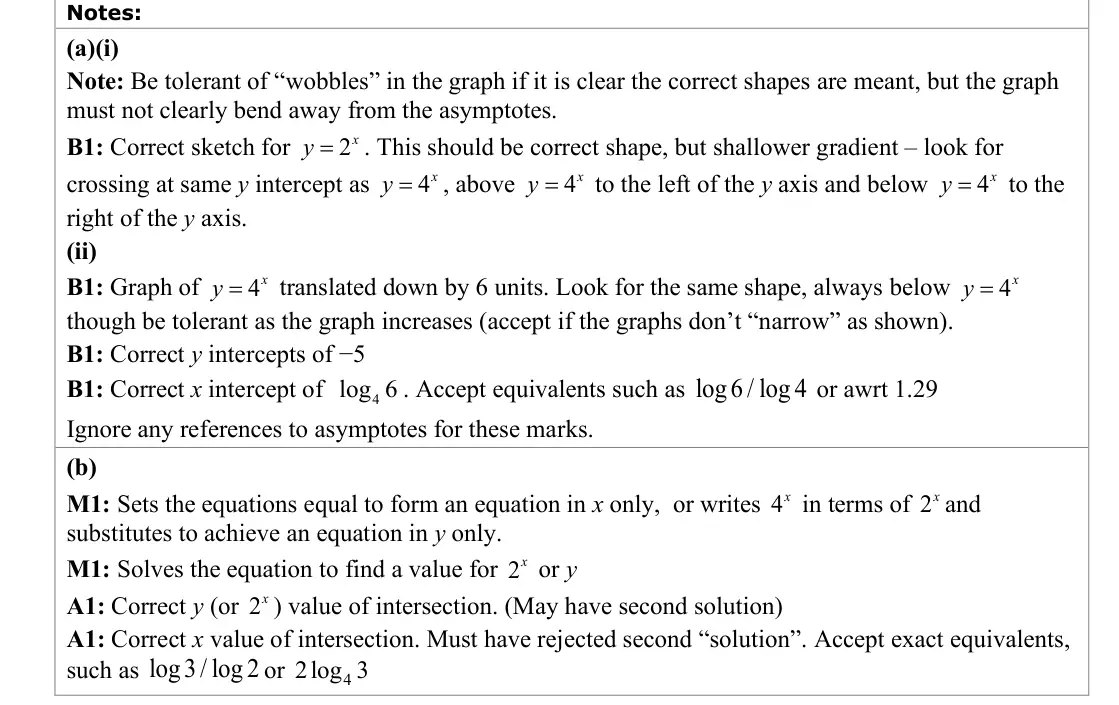 Notes:
(a)(i)
Note: Be tolerant of “wobbles” in the graph if it is clear the correct shapes are meant, but the graph
must not clearly bend away from the asymptotes.
B1: Correct sketch for y = 2ˣ . This should be correct shape, but shallower gradient – look for
crossing at same y intercept as y = 4ˣ , above y = 4ˣ to the left of the y axis and below y = 4ˣ to the
right of the y axis.
(ii)
B1: Graph of y = 4ˣ translated down by 6 units. Look for the same shape, always below y = 4ˣ
though be tolerant as the graph increases (accept if the graphs don’t “narrow” as shown).
B1: Correct y intercepts of −5
B1: Correct x intercept of log₄ 6 . Accept equivalents such as log 6 / log 4 or awrt 1.29
Ignore any references to asymptotes for these marks.
(b)
M1: Sets the equations equal to form an equation in x only, or writes 4ˣ in terms of 2ˣ and
substitutes to achieve an equation in y only.
M1: Solves the equation to find a value for 2ˣ or y
A1: Correct y (or 2ˣ ) value of intersection. (May have second solution)
A1: Correct x value of intersection. Must have rejected second “solution”. Accept exact equivalents,
such as log 3 / log 2 or 2 log₄ 3